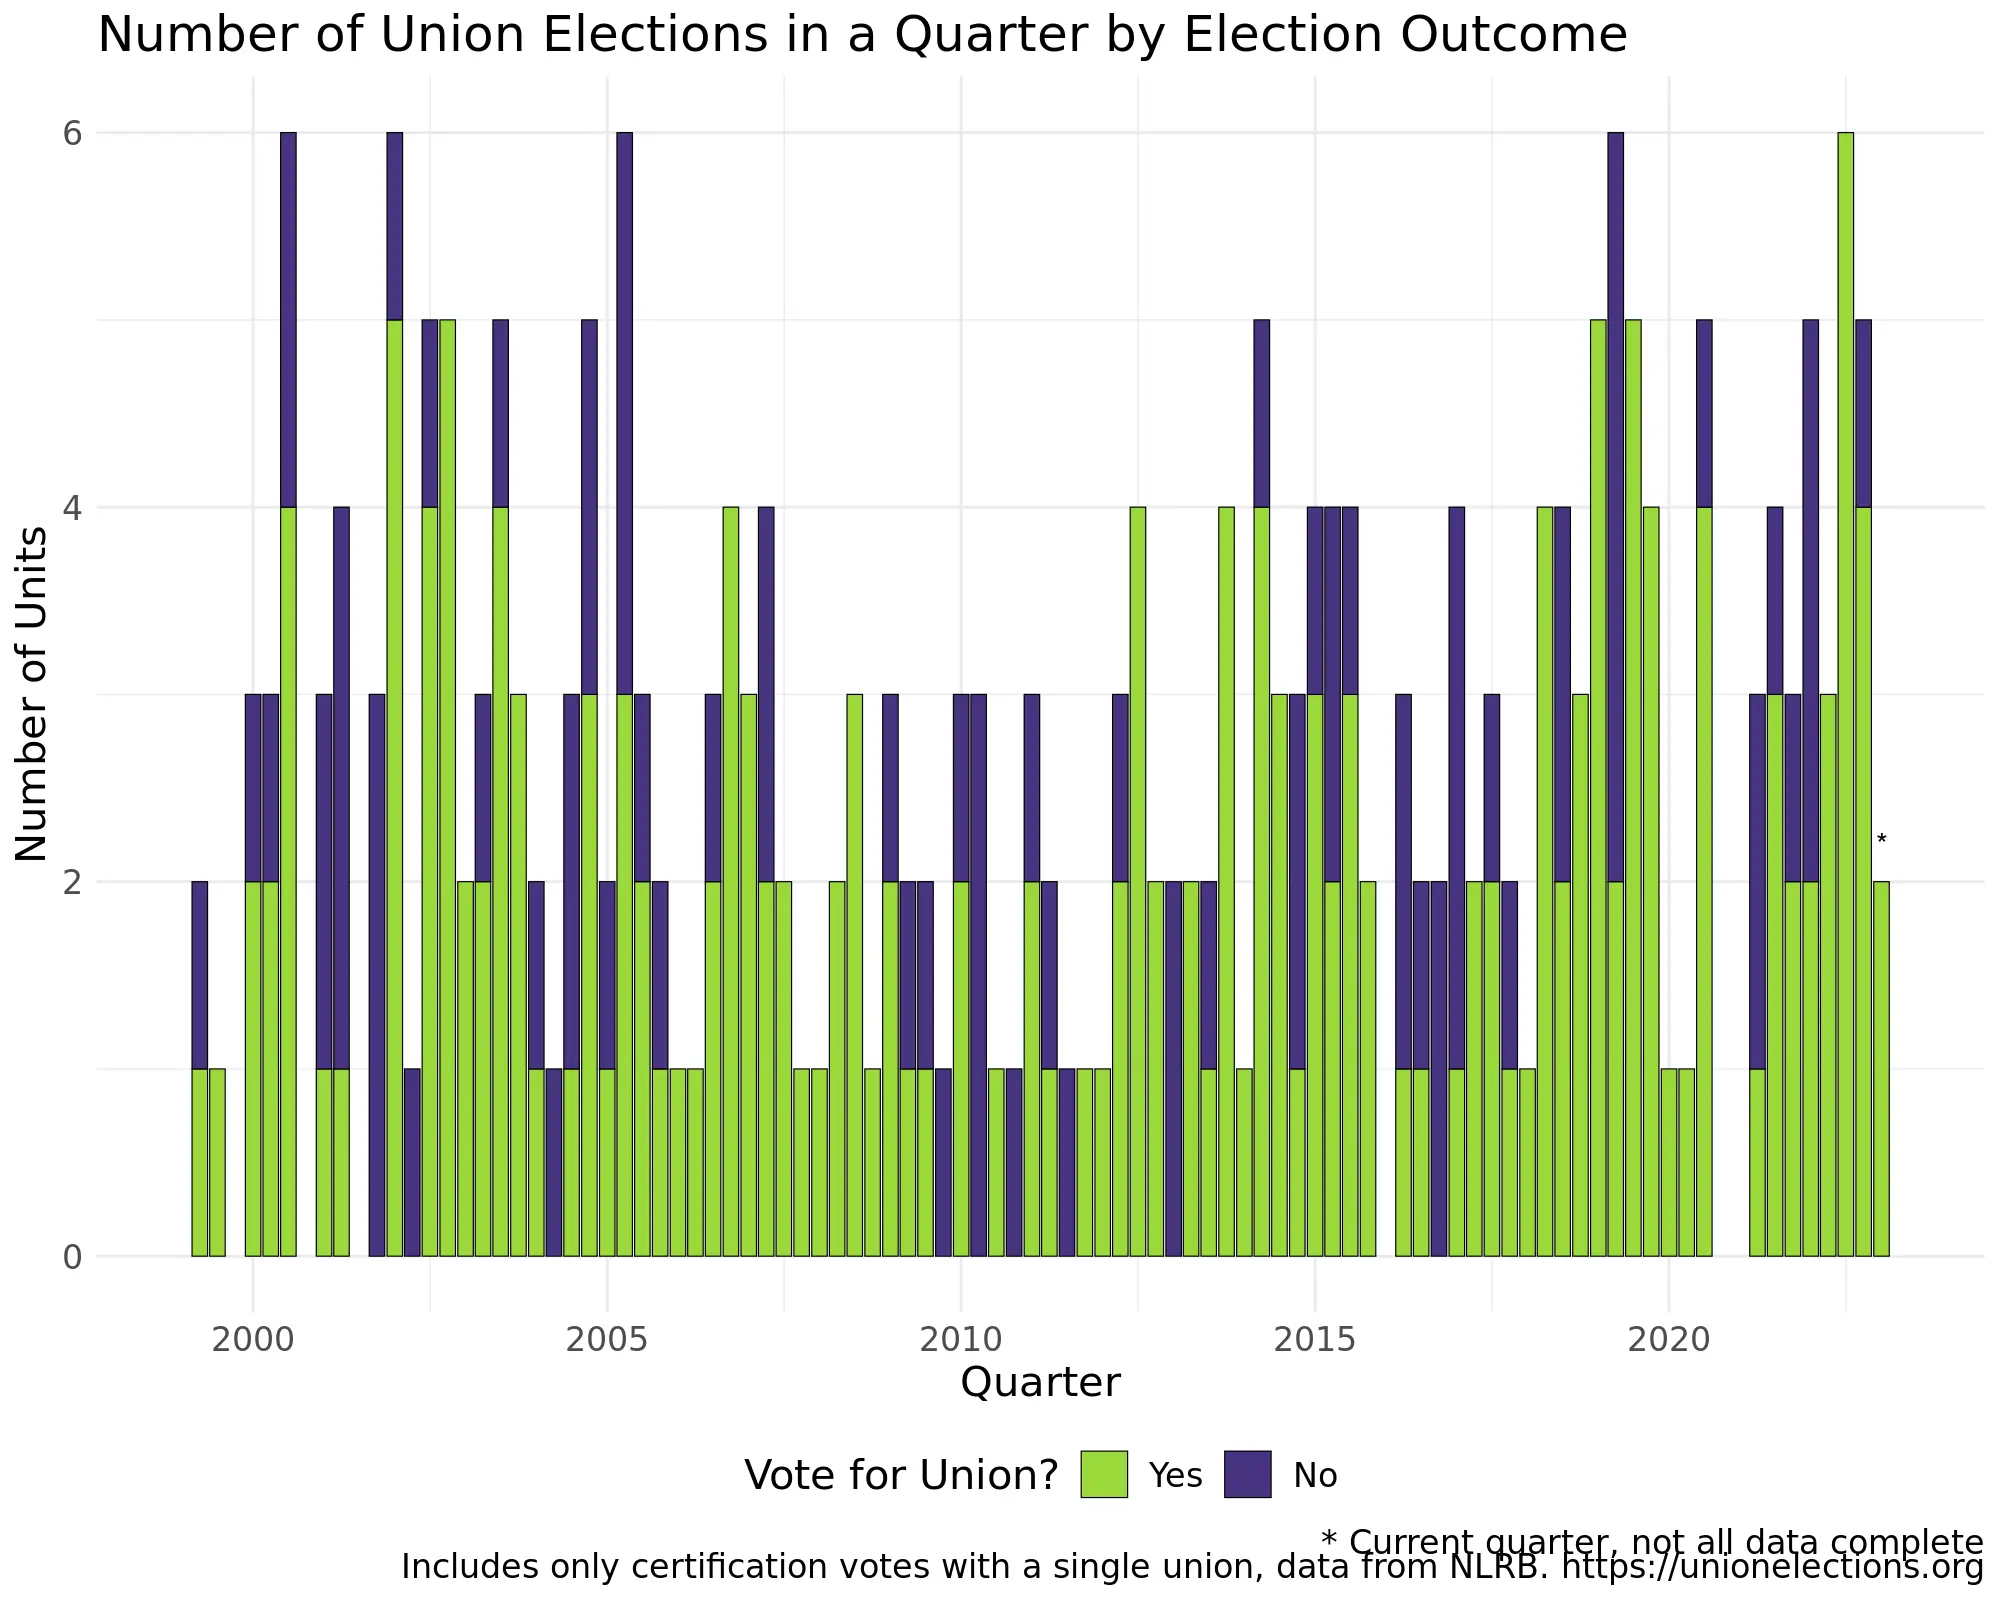 Number of Union Elections in a Quarter by Election Outcome
6
4
2
0
Number of Units
*
2000 2005 2010 2015 2020
Quarter
Vote for Union? Yes No
* Current quarter, not all data complete
Includes only certification votes with a single union, data from NLRB. https://unionelections.org